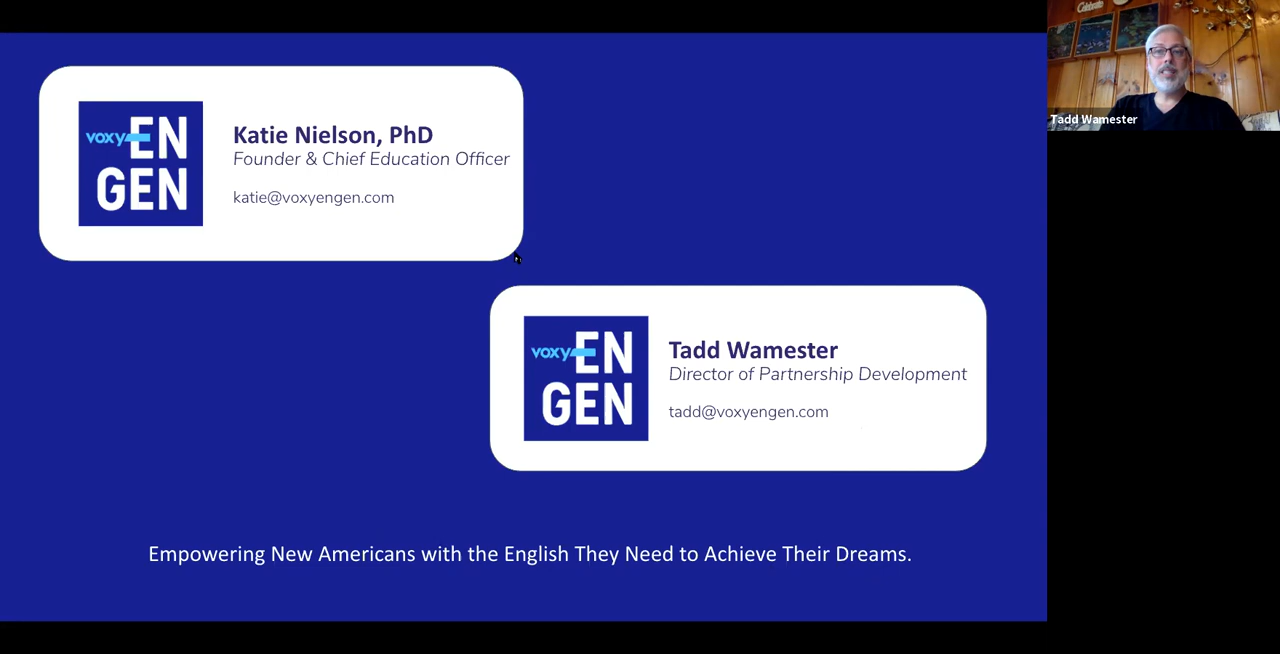 voxy EN
GEN
Katie Nielson, PhD
Founder & Chief Education Officer
katie@voxyengen.com
voxy EN
GEN
Tadd Wamester
Director of Partnership Development
tadd@voxyengen.com
Empowering New Americans with the English They Need to Achieve Their Dreams.
Celebrate
Tadd Wamester